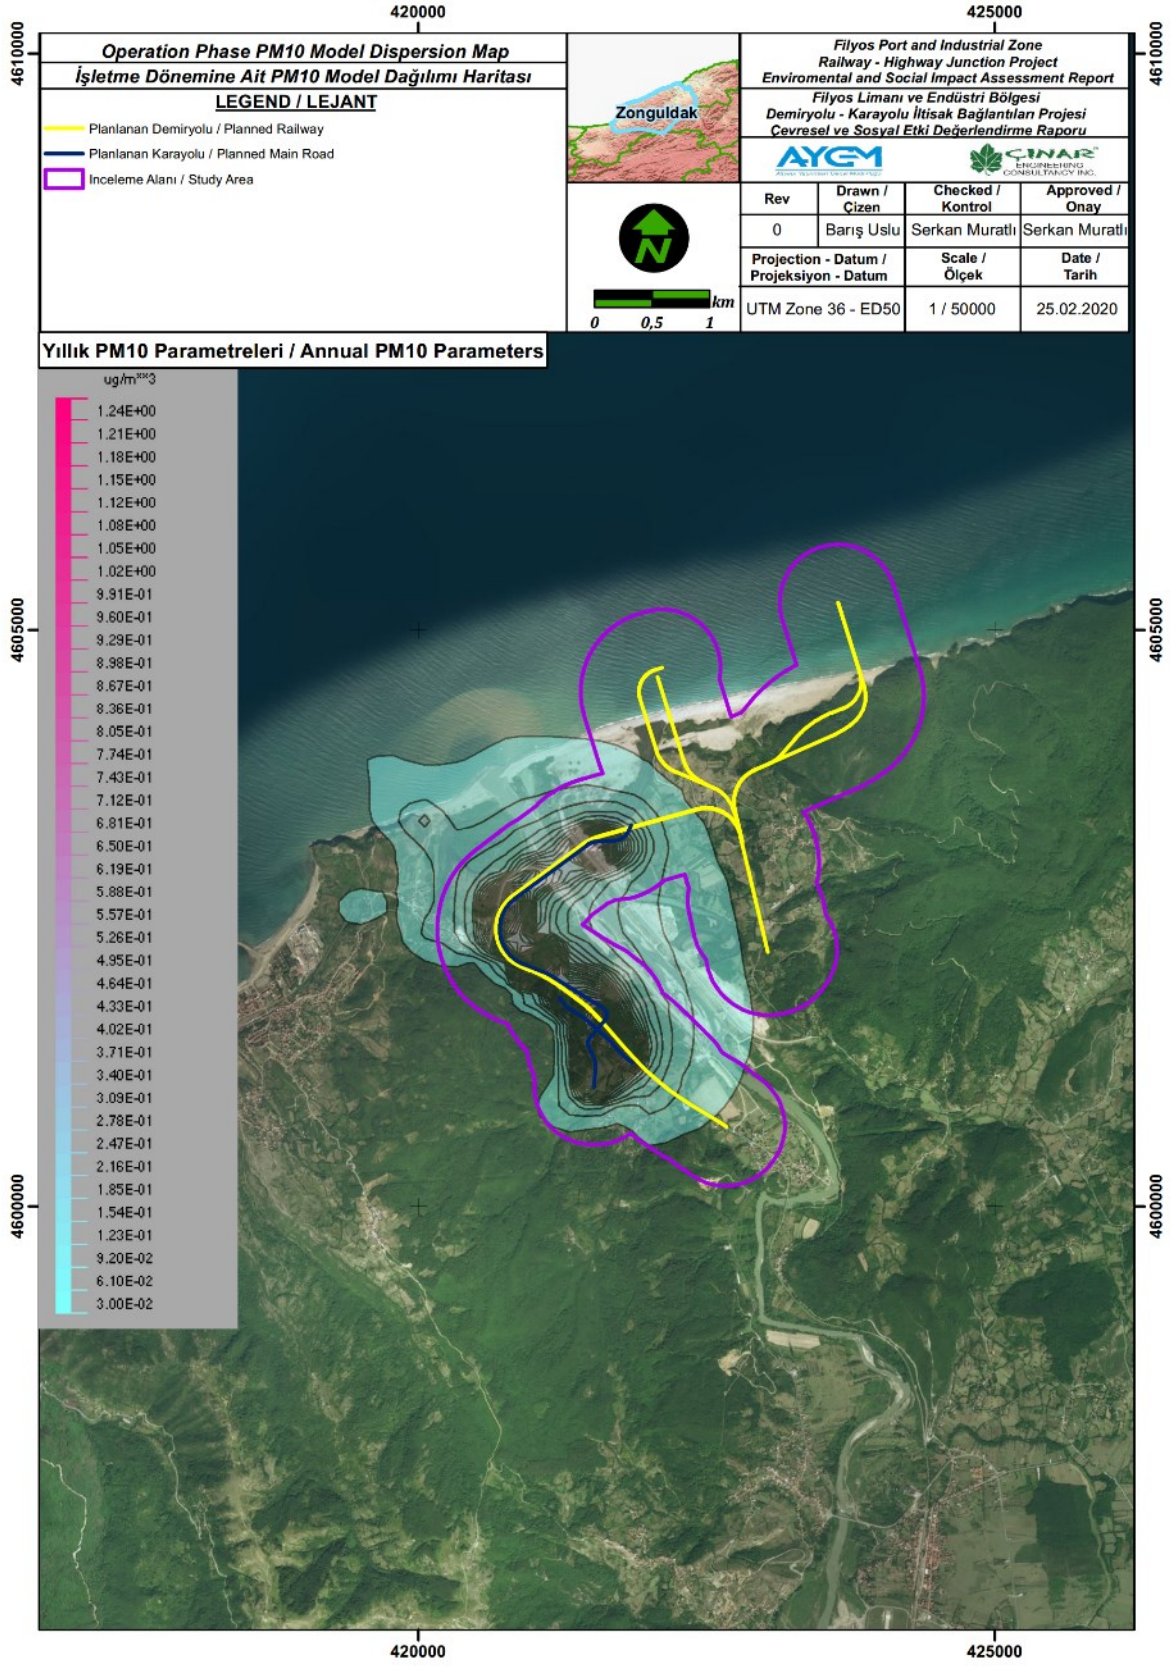 420000
425000
4610000
4610000
Operation Phase PM10 Model Dispersion Map
İşletme Dönemine Ait PM10 Model Dağılımı Haritası
LEGEND / LEJANT
Planlanan Demiryolu / Planned Railway
Planlanan Karayolu / Planned Main Road
Inceleme Alanı / Study Area
Zonguldak
N
km
0 0,5 1
Filyos Port and Industrial Zone
Railway - Highway Junction Project
Enviromental and Social Impact Assessment Report
Filyos Limanı ve Endüstri Bölgesi
Demiryolu - Karayolu İltisak Bağlantıları Projesi
Çevresel ve Sosyal Etki Değerlendirme Raporu
AYGM
ÇINAR
ENGINEERING
CONSULTANCY INC.
Rev
Drawn /
Çizen
Checked /
Kontrol
Approved /
Onay
0
Barış Uslu
Serkan Muratlı
Serkan Muratlı
Projection - Datum /
Projeksiyon - Datum
Scale /
Ölçek
Date /
Tarih
UTM Zone 36 - ED50
1 / 50000
25.02.2020
Yıllık PM10 Parametreleri / Annual PM10 Parameters
ug/m**3
1.24E+00
1.21E+00
1.18E+00
1.15E+00
1.12E+00
1.08E+00
1.05E+00
1.02E+00
9.91E-01
9.60E-01
9.29E-01
8.98E-01
8.67E-01
8.36E-01
8.05E-01
7.74E-01
7.43E-01
7.12E-01
6.81E-01
6.50E-01
6.19E-01
5.88E-01
5.57E-01
5.26E-01
4.95E-01
4.64E-01
4.33E-01
4.02E-01
3.71E-01
3.40E-01
3.09E-01
2.78E-01
2.47E-01
2.16E-01
1.85E-01
1.54E-01
1.23E-01
9.20E-02
6.10E-02
3.00E-02
4605000
4605000
4600000
4600000
420000
425000